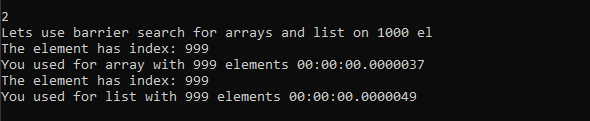 2
Lets use barrier search for arrays and list on 1000 el
The element has index: 999
You used for array with 999 elements 00:00:00.0000037
The element has index: 999
You used for list with 999 elements 00:00:00.0000049